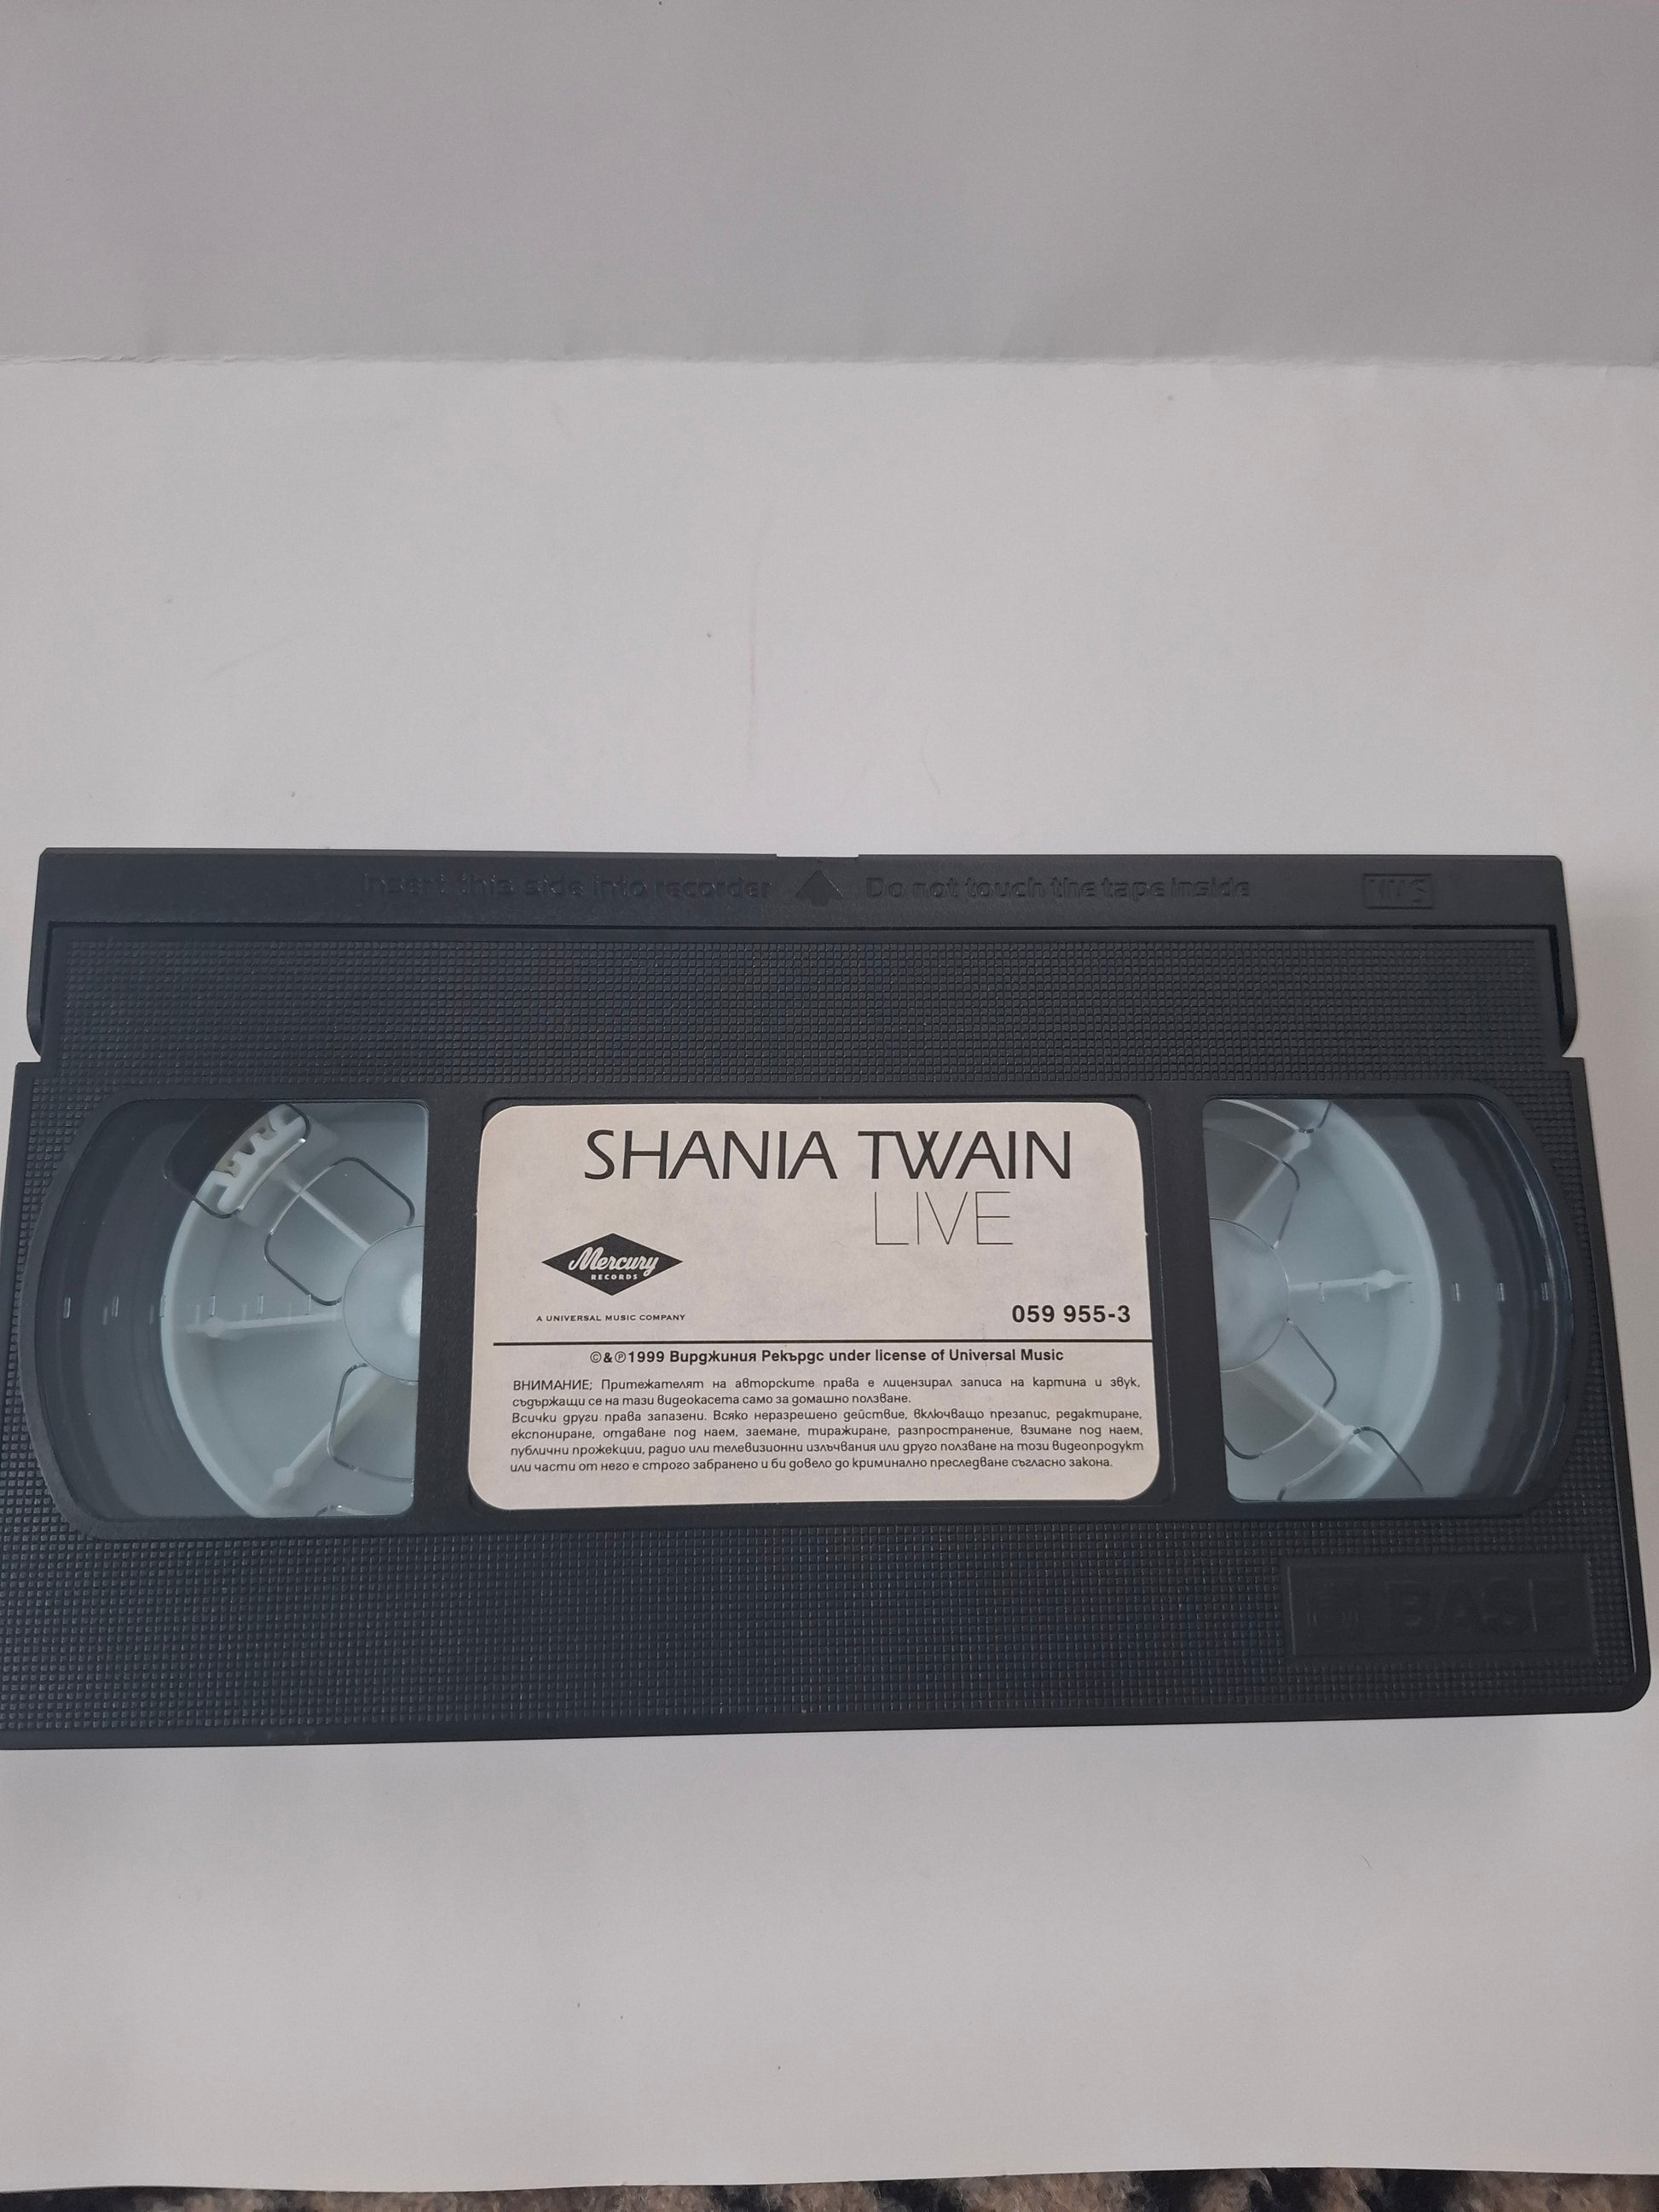 Insert this side into recorder ▲ Do not touch the tape inside VHS
SHANIA TWAIN
LIVE
Mercury
RECORDS
A UNIVERSAL MUSIC COMPANY
059 955-3
©&℗1999 Вирджиния Рекърдс under license of Universal Music
ВНИМАНИЕ; Притежателят на авторските права е лицензирал записа на картина и звук,
съдържащи се на тази видеокасета само за домашно ползване.
Всички други права запазени. Всяко неразрешено действие, включващо презапис, редактиране,
експониране, отдаване под наем, заемане, тиражиране, разпространение, взимане под наем,
публични прожекции, радио или телевизионни излъчвания или друго ползване на този видеопродукт
или части от него е строго забранено и би довело до криминално преследване съгласно закона.
BASF